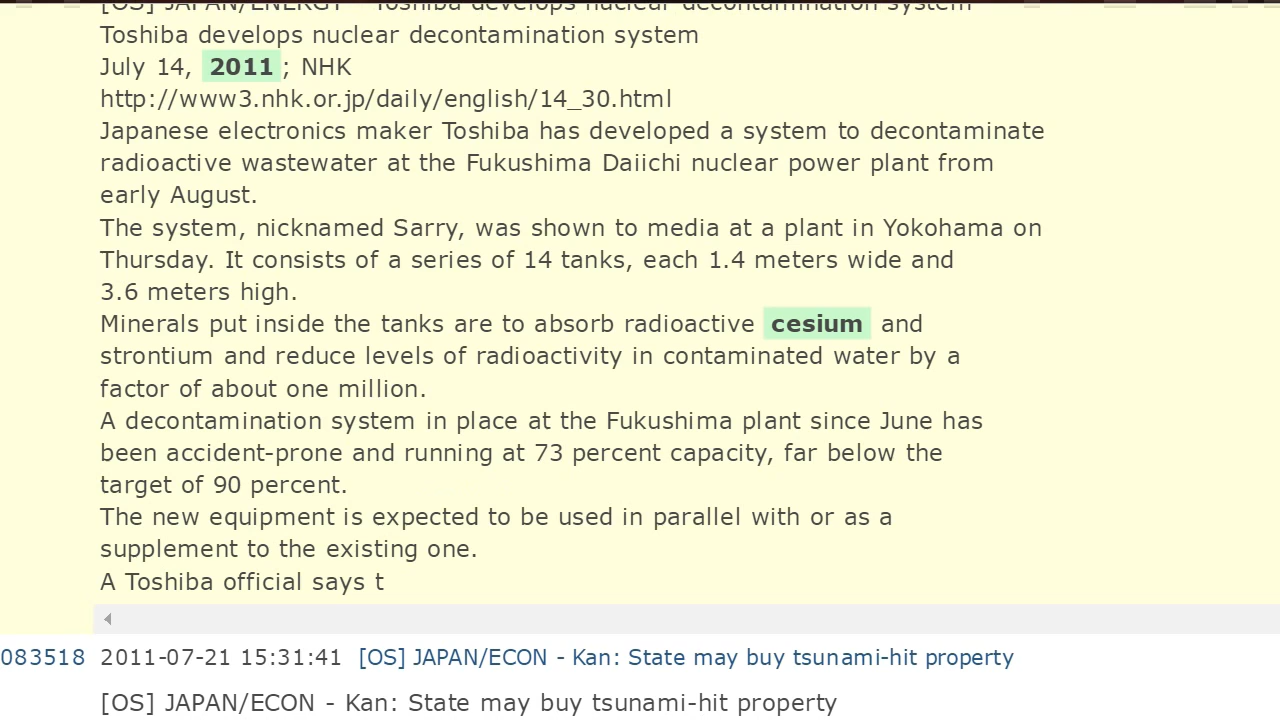 [OS] JAPAN/ENERGY - Toshiba develops nuclear decontamination system
Toshiba develops nuclear decontamination system
July 14, 2011; NHK
http://www3.nhk.or.jp/daily/english/14_30.html
Japanese electronics maker Toshiba has developed a system to decontaminate
radioactive wastewater at the Fukushima Daiichi nuclear power plant from
early August.
The system, nicknamed Sarry, was shown to media at a plant in Yokohama on
Thursday. It consists of a series of 14 tanks, each 1.4 meters wide and
3.6 meters high.
Minerals put inside the tanks are to absorb radioactive cesium and
strontium and reduce levels of radioactivity in contaminated water by a
factor of about one million.
A decontamination system in place at the Fukushima plant since June has
been accident-prone and running at 73 percent capacity, far below the
target of 90 percent.
The new equipment is expected to be used in parallel with or as a
supplement to the existing one.
A Toshiba official says t
083518 2011-07-21 15:31:41 [OS] JAPAN/ECON - Kan: State may buy tsunami-hit property
[OS] JAPAN/ECON - Kan: State may buy tsunami-hit property